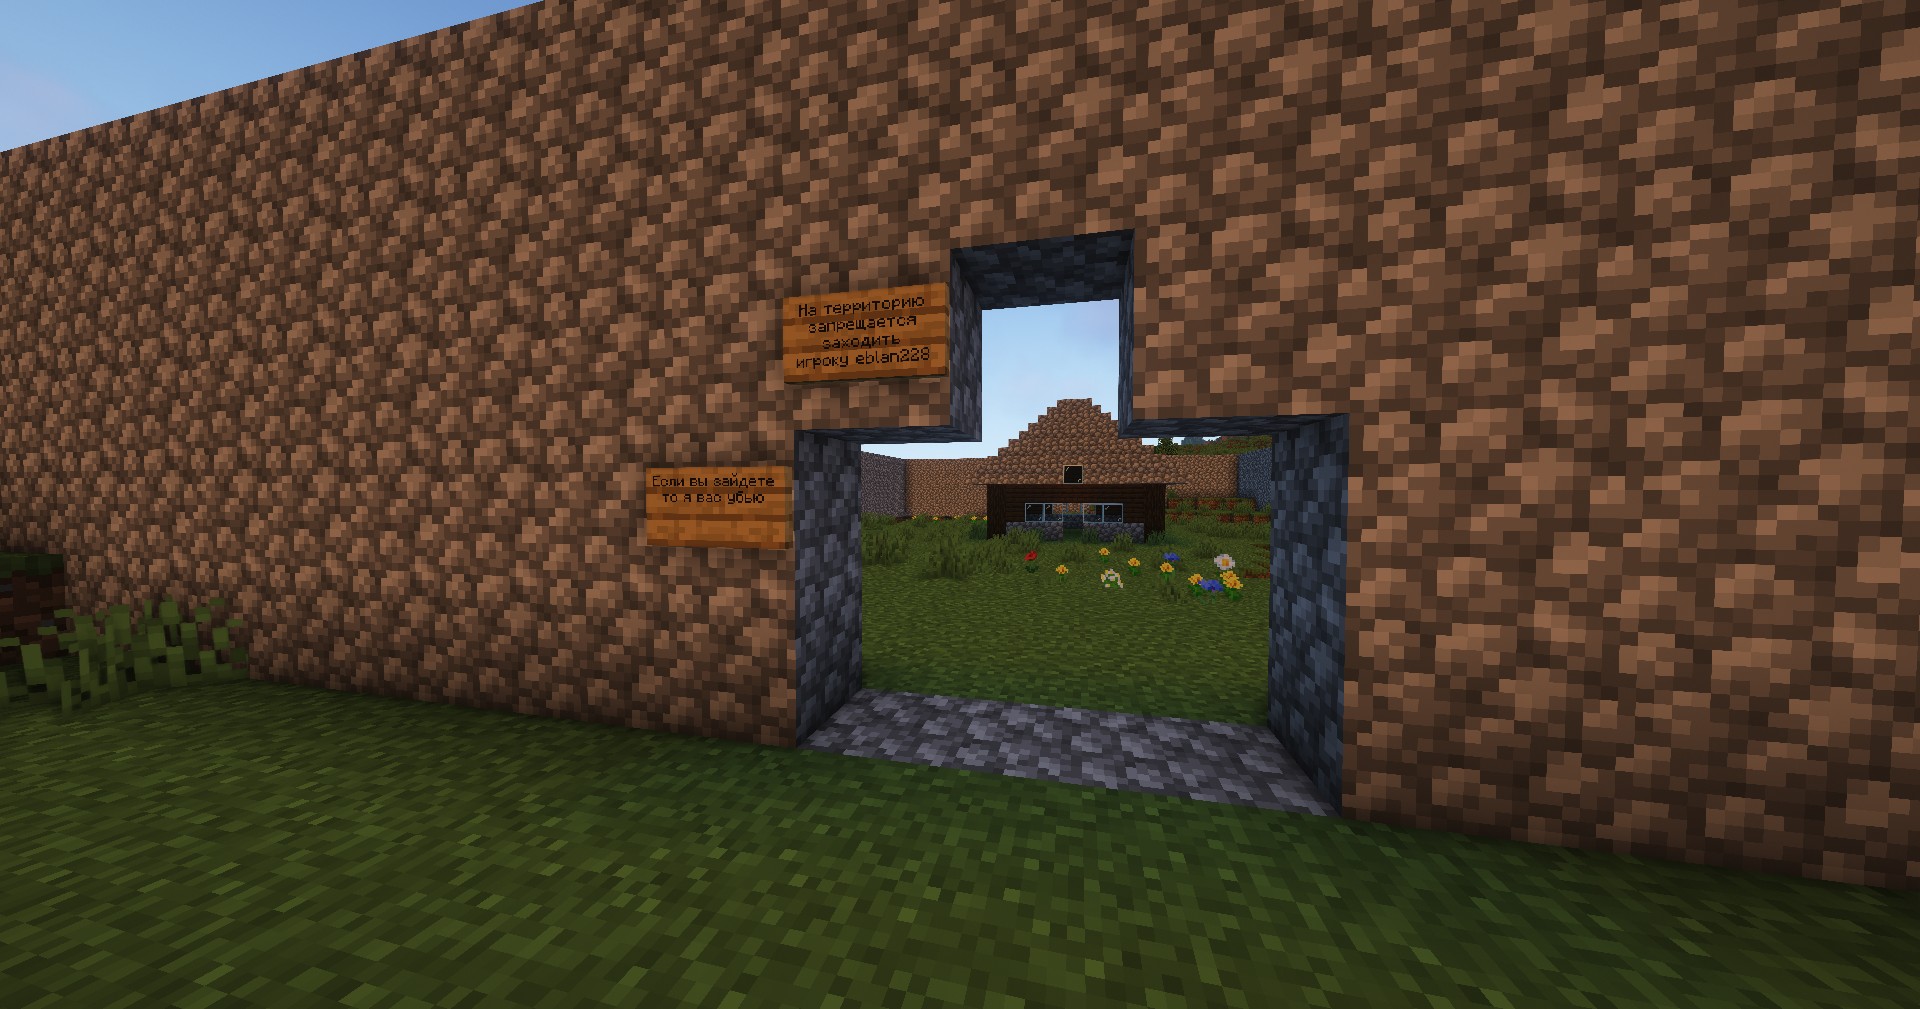 На территорию
запрещается
заходить
игроку eblan228
Если вы зайдете
то я вас убью